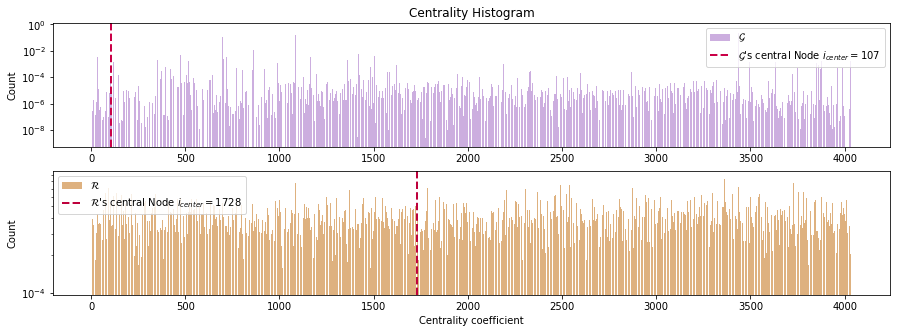 Centrality Histogram
Count
10⁰
10⁻²
10⁻⁴
10⁻⁶
10⁻⁸
𝒢
𝒢's central Node i_center = 107
0 500 1000 1500 2000 2500 3000 3500 4000
Count
10⁻⁴
ℛ
ℛ's central Node i_center = 1728
0 500 1000 1500 2000 2500 3000 3500 4000
Centrality coefficient